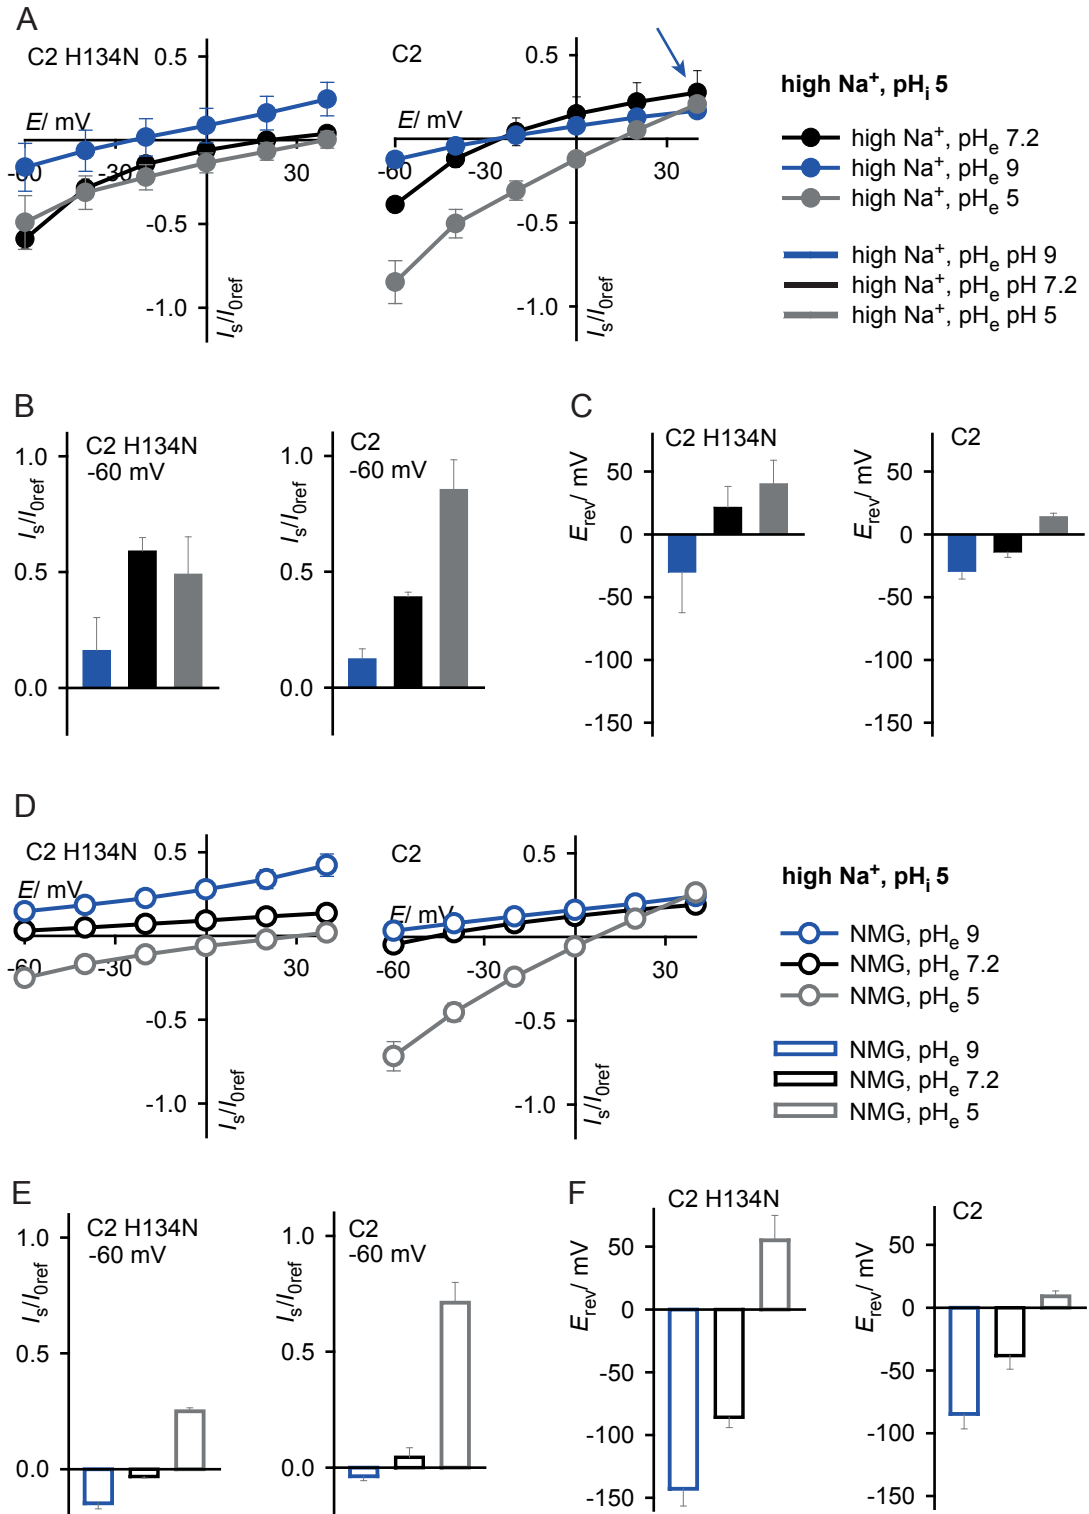 A
C2 H134N
0.5
E/ mV
-60
-30
30
-0.5
-1.0
Is/I0ref
C2
0.5
E/ mV
-60
-30
30
-0.5
-1.0
Is/I0ref
high Na+, pHi 5
high Na+, pHe 7.2
high Na+, pHe 9
high Na+, pHe 5
high Na+, pHe pH 9
high Na+, pHe pH 7.2
high Na+, pHe pH 5
B
C2 H134N
-60 mV
1.0
0.5
0.0
Is/I0ref
C2
-60 mV
1.0
0.5
0.0
Is/I0ref
C
C2 H134N
50
0
-50
-100
-150
Erev/ mV
C2
50
0
-50
-100
-150
Erev/ mV
D
C2 H134N
0.5
E/ mV
-60
-30
30
-0.5
-1.0
Is/I0ref
C2
0.5
E/ mV
-60
-30
30
-0.5
-1.0
Is/I0ref
high Na+, pHi 5
NMG, pHe 9
NMG, pHe 7.2
NMG, pHe 5
NMG, pHe 9
NMG, pHe 7.2
NMG, pHe 5
E
C2 H134N
-60 mV
1.0
0.5
0.0
Is/I0ref
C2
-60 mV
1.0
0.5
0.0
Is/I0ref
F
C2 H134N
50
0
-50
-100
-150
Erev/ mV
C2
50
0
-50
-100
-150
Erev/ mV